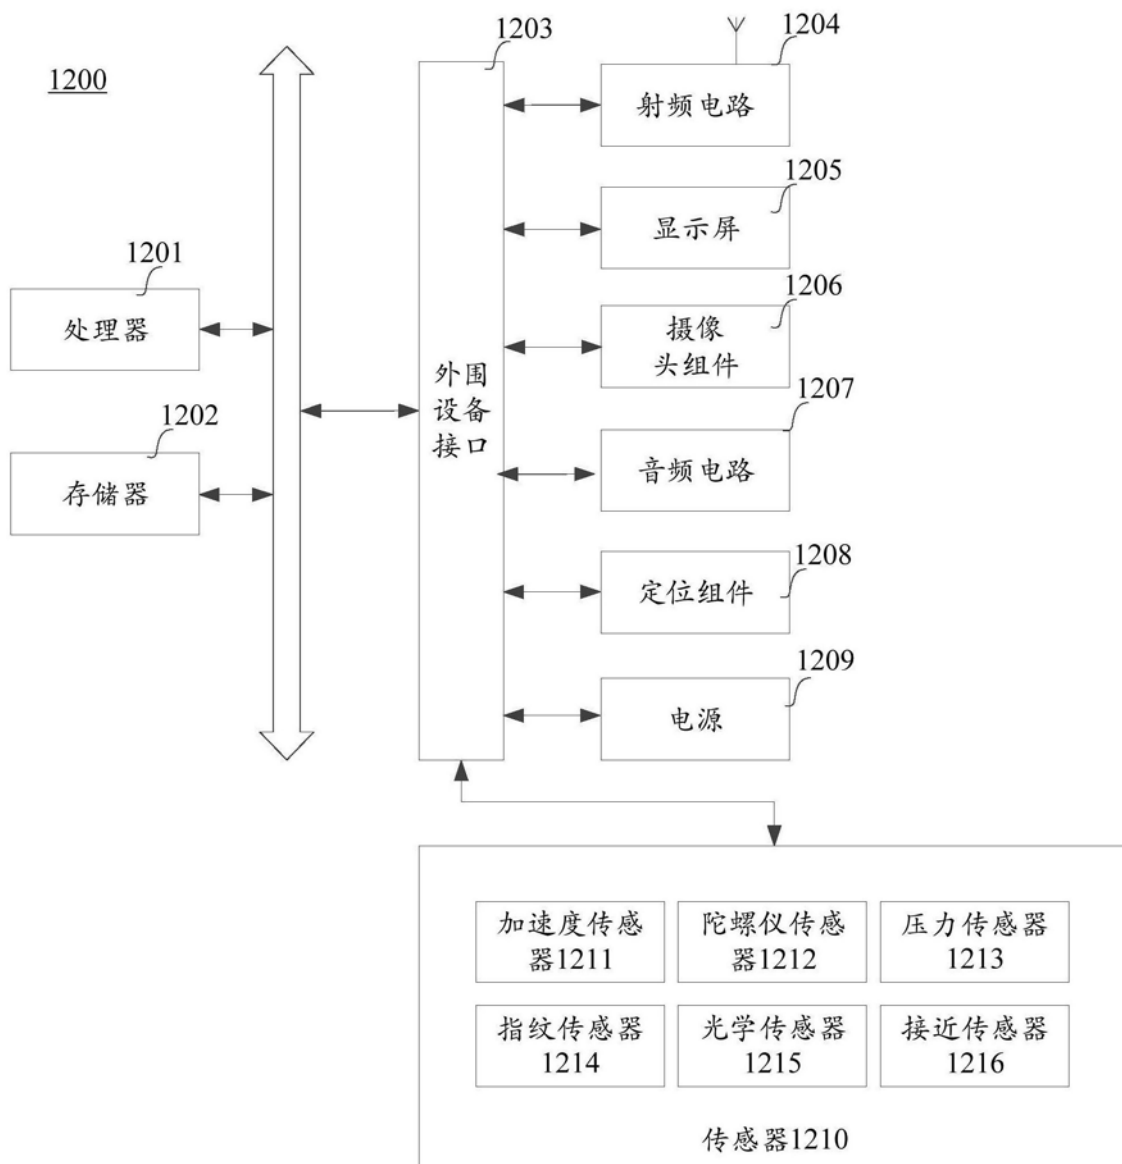 1200
1203
1204
射频电路
1205
显示屏
1201
处理器
1206
摄像
头组件
外围
设备
接口
1202
存储器
1207
音频电路
1208
定位组件
1209
电源
加速度传感
器1211
陀螺仪传感
器1212
压力传感器
1213
指纹传感器
1214
光学传感器
1215
接近传感器
1216
传感器1210